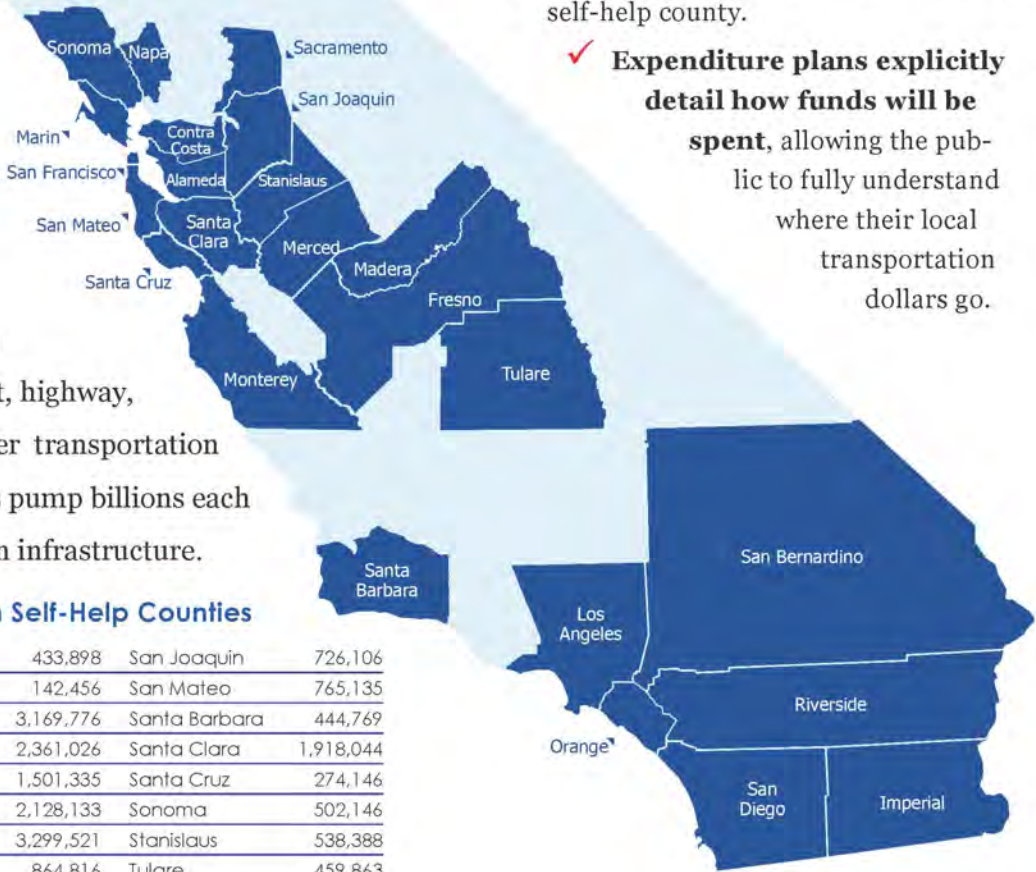 self-help county.
✓ Expenditure plans explicitly
detail how funds will be
spent, allowing the pub-
lic to fully understand
where their local
transportation
dollars go.
Sonoma
Napa
Sacramento
San Joaquin
Marin
Contra
Costa
San Francisco
Alameda
Stanislaus
San Mateo
Santa
Clara
Merced
Santa Cruz
Madera
Fresno
Monterey
Tulare
t, highway,
er transportation
pump billions each
n infrastructure.
Santa
Barbara
San Bernardino
Los
Angeles
Riverside
Orange
San
Diego
Imperial
Self-Help Counties
433,898 San Joaquin 726,106
142,456 San Mateo 765,135
3,169,776 Santa Barbara 444,769
2,361,026 Santa Clara 1,918,044
1,501,335 Santa Cruz 274,146
2,128,133 Sonoma 502,146
3,299,521 Stanislaus 538,388
864,816 Tulare 459,863